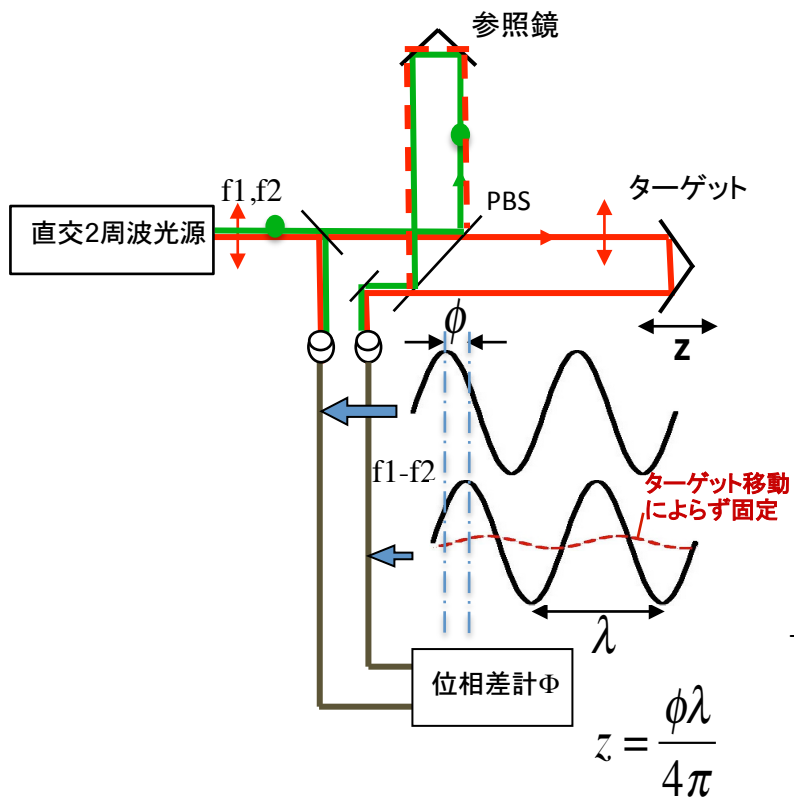 参照鏡
f1,f2
PBS
ターゲット
直交2周波光源
z
ϕ
f1-f2
ターゲット移動
によらず固定
λ
位相差計Φ
z = ϕλ / 4π